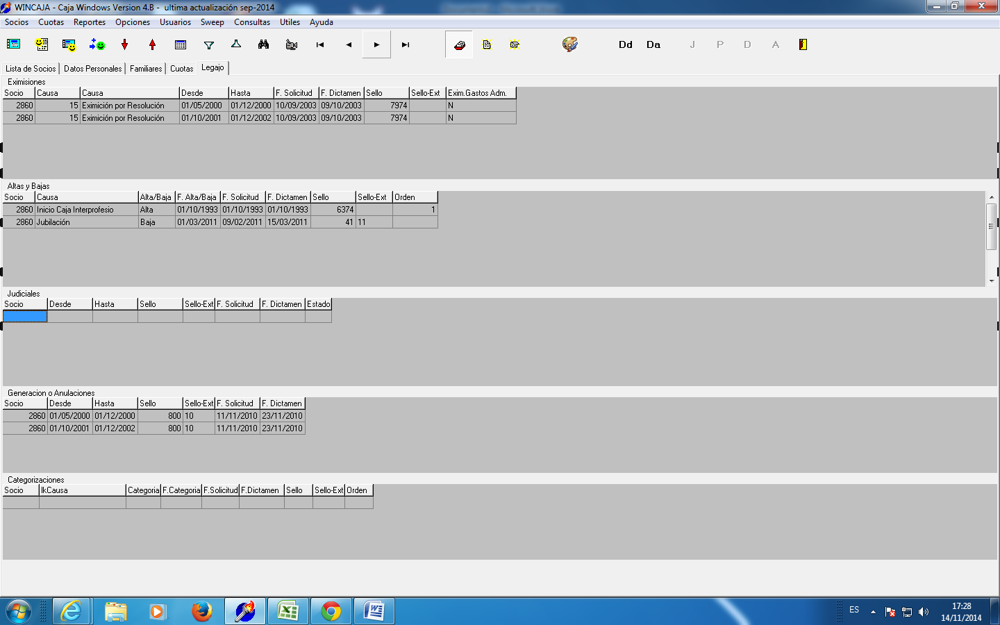 WINCAJA - Caja Windows Version 4.B - ultima actualización sep-2014
Socios Cuotas Reportes Opciones Usuarios Sweep Consultas Utiles Ayuda
Dd Da J P D A
Lista de Socios Datos Personales Familiares Cuotas Legajo
Eximisiones
Socio Causa Causa Desde Hasta F. Solicitud F. Dictamen Sello Sello-Ext Exim.Gastos Adm.
2860 15 Eximición por Resolución 01/05/2000 01/12/2000 10/09/2003 09/10/2003 7974 N
2860 15 Eximición por Resolución 01/10/2001 01/12/2002 10/09/2003 09/10/2003 7974 N
Altas y Bajas
Socio Causa Alta/Baja F. Alta/Baja F. Solicitud F. Dictamen Sello Sello-Ext Orden
2860 Inicio Caja Interprofesio Alta 01/10/1993 01/10/1993 01/10/1993 6374 1
2860 Jubilación Baja 01/03/2011 09/02/2011 15/03/2011 41 11
Judiciales
Socio Desde Hasta Sello Sello-Ext F. Solicitud F. Dictamen Estado
Generacion o Anulaciones
Socio Desde Hasta Sello Sello-Ext F. Solicitud F. Dictamen
2860 01/05/2000 01/12/2000 800 10 11/11/2010 23/11/2010
2860 01/10/2001 01/12/2002 800 10 11/11/2010 23/11/2010
Categorizaciones
Socio lkCausa Categoria F.Categoria F.Solicitud F.Dictamen Sello Sello-Ext Orden
ES 17:28
14/11/2014